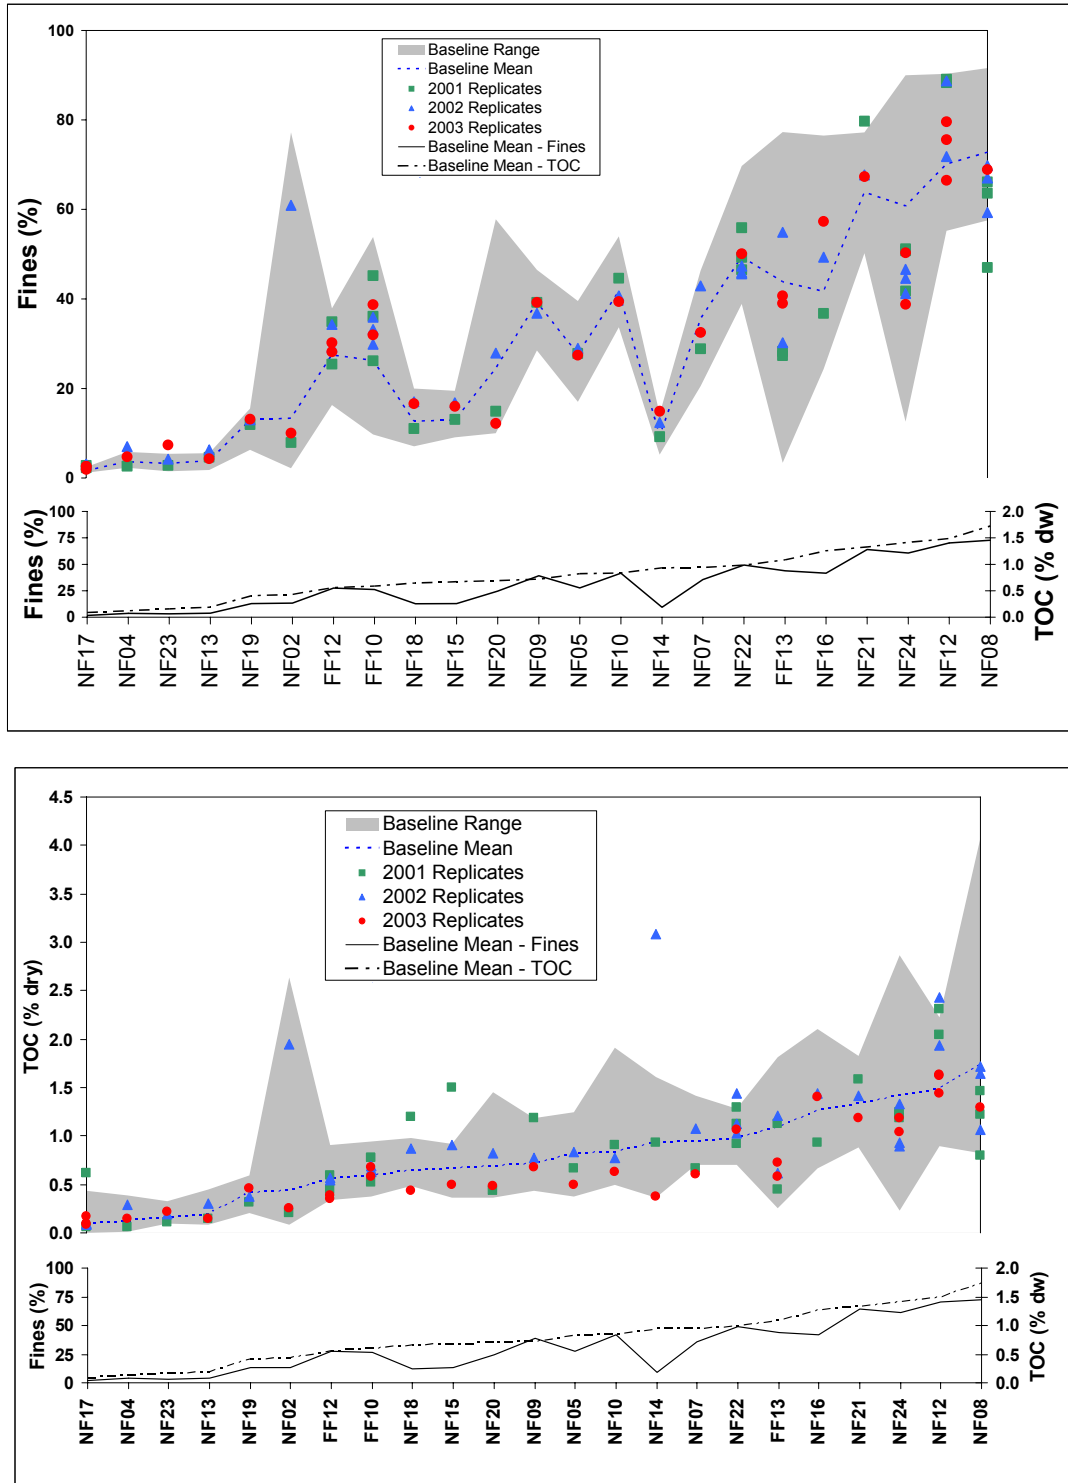 100
80
60
40
20
0
Fines (%)
Baseline Range
Baseline Mean
2001 Replicates
2002 Replicates
2003 Replicates
Baseline Mean - Fines
Baseline Mean - TOC
100
75
50
25
0
Fines (%)
2.0
1.5
1.0
0.5
0.0
TOC (% dw)
NF17
NF04
NF23
NF13
NF19
NF02
FF12
FF10
NF18
NF15
NF20
NF09
NF05
NF10
NF14
NF07
NF22
FF13
NF16
NF21
NF24
NF12
NF08
4.5
4.0
3.5
3.0
2.5
2.0
1.5
1.0
0.5
0.0
TOC (% dry)
Baseline Range
Baseline Mean
2001 Replicates
2002 Replicates
2003 Replicates
Baseline Mean - Fines
Baseline Mean - TOC
100
75
50
25
0
Fines (%)
2.0
1.5
1.0
0.5
0.0
TOC (% dw)
NF17
NF04
NF23
NF13
NF19
NF02
FF12
FF10
NF18
NF15
NF20
NF09
NF05
NF10
NF14
NF07
NF22
FF13
NF16
NF21
NF24
NF12
NF08